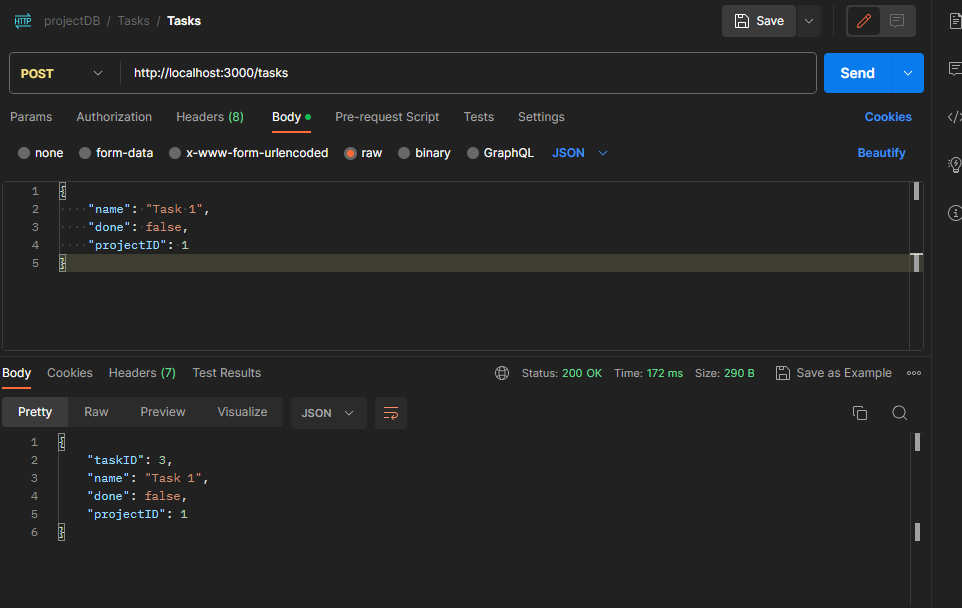 HTTP projectDB / Tasks / Tasks Save
POST http://localhost:3000/tasks Send
Params Authorization Headers (8) Body Pre-request Script Tests Settings Cookies
none form-data x-www-form-urlencoded raw binary GraphQL JSON Beautify
1 {
2 "name": "Task 1",
3 "done": false,
4 "projectID": 1
5 }
Body Cookies Headers (7) Test Results Status: 200 OK Time: 172 ms Size: 290 B Save as Example
Pretty Raw Preview Visualize JSON
1 {
2 "taskID": 3,
3 "name": "Task 1",
4 "done": false,
5 "projectID": 1
6 }